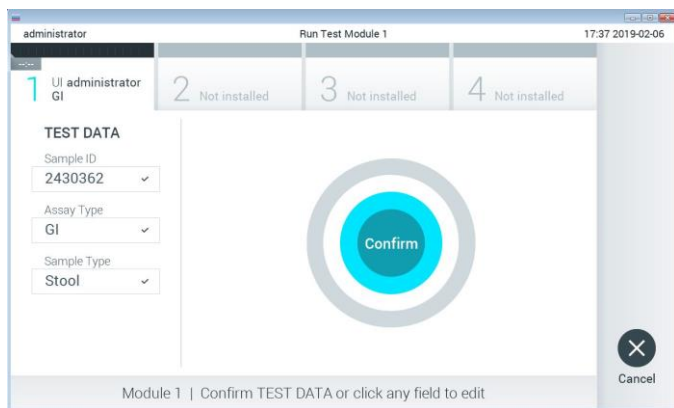 administrator Run Test Module 1 17:37 2019-02-06
--:--
1 UI administrator 2 Not installed 3 Not installed 4 Not installed
GI
TEST DATA
Sample ID
2430362
Assay Type
GI
Confirm
Sample Type
Stool
Cancel
Module 1 | Confirm TEST DATA or click any field to edit